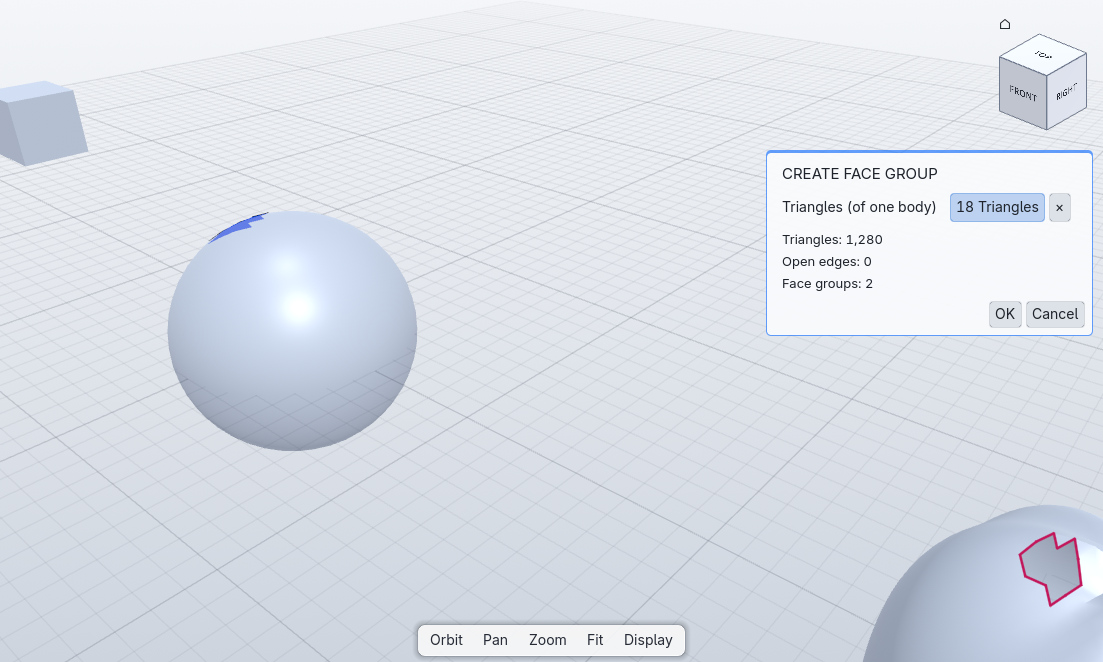 TOP
FRONT
RIGHT
CREATE FACE GROUP
Triangles (of one body) 18 Triangles ×
Triangles: 1,280
Open edges: 0
Face groups: 2
OK Cancel
Orbit Pan Zoom Fit Display